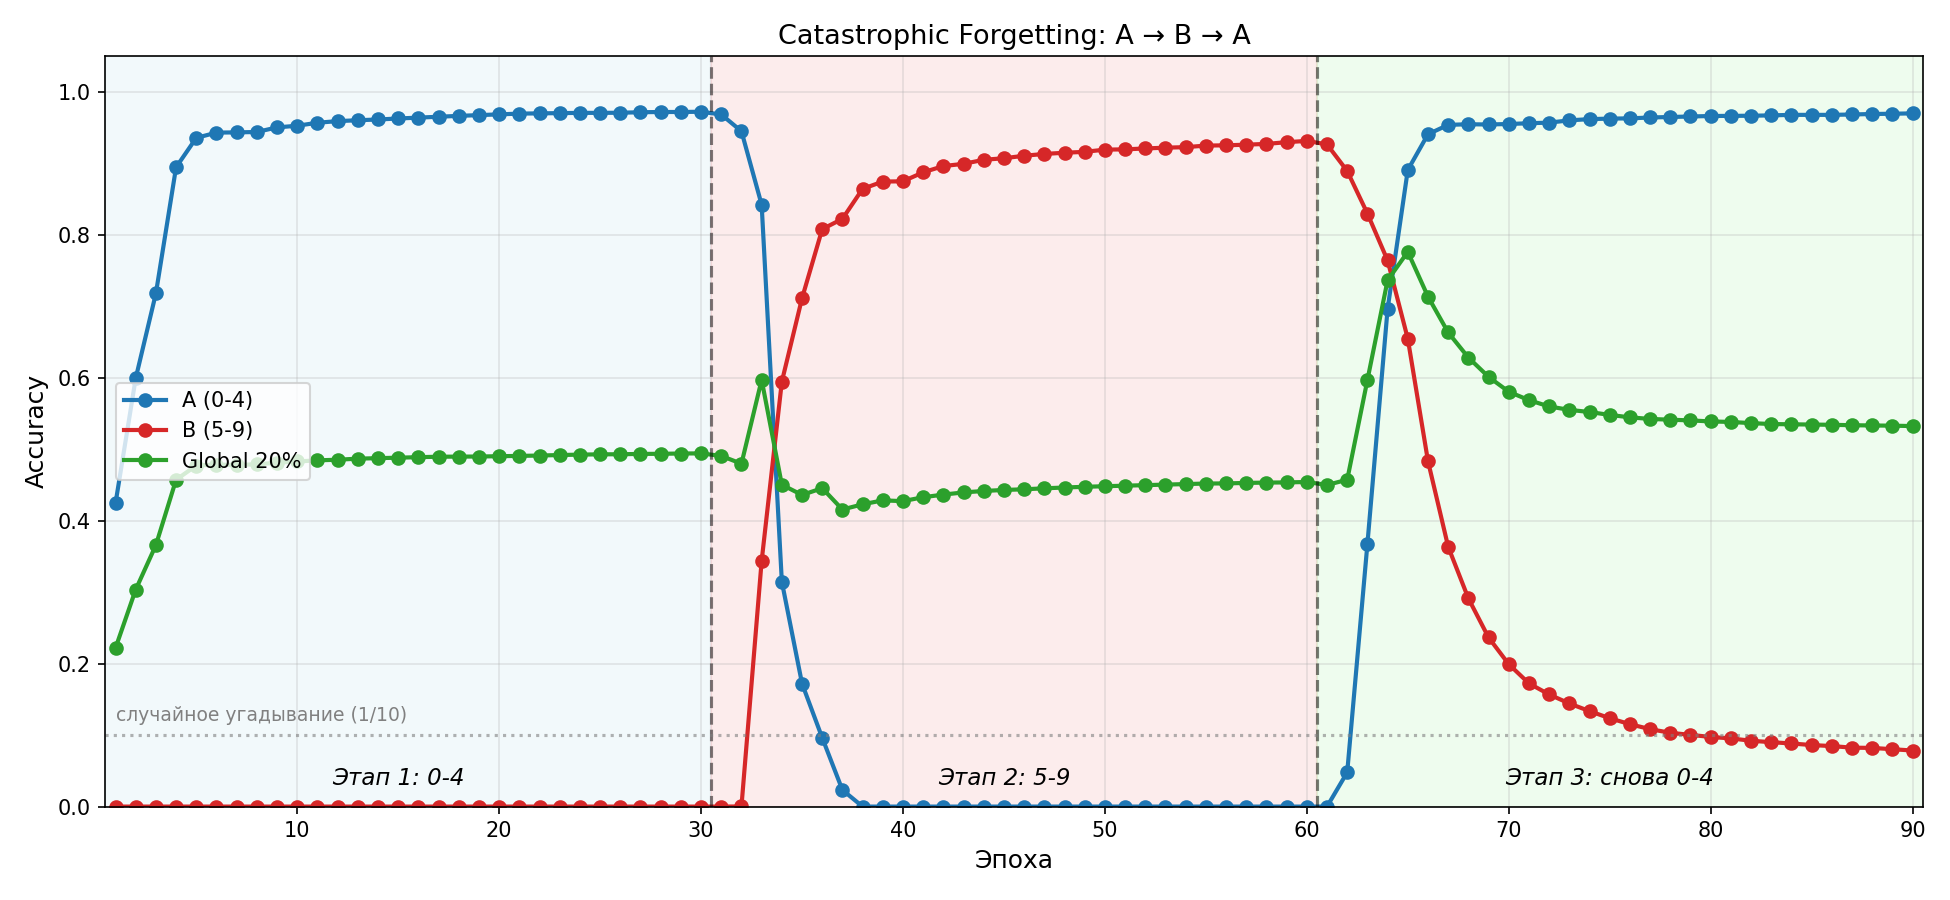 Catastrophic Forgetting: A → B → A
Accuracy
1.0
0.8
0.6
0.4
0.2
0.0
A (0-4)
B (5-9)
Global 20%
случайное угадывание (1/10)
Этап 1: 0-4
Этап 2: 5-9
Этап 3: снова 0-4
10 20 30 40 50 60 70 80 90
Эпоха